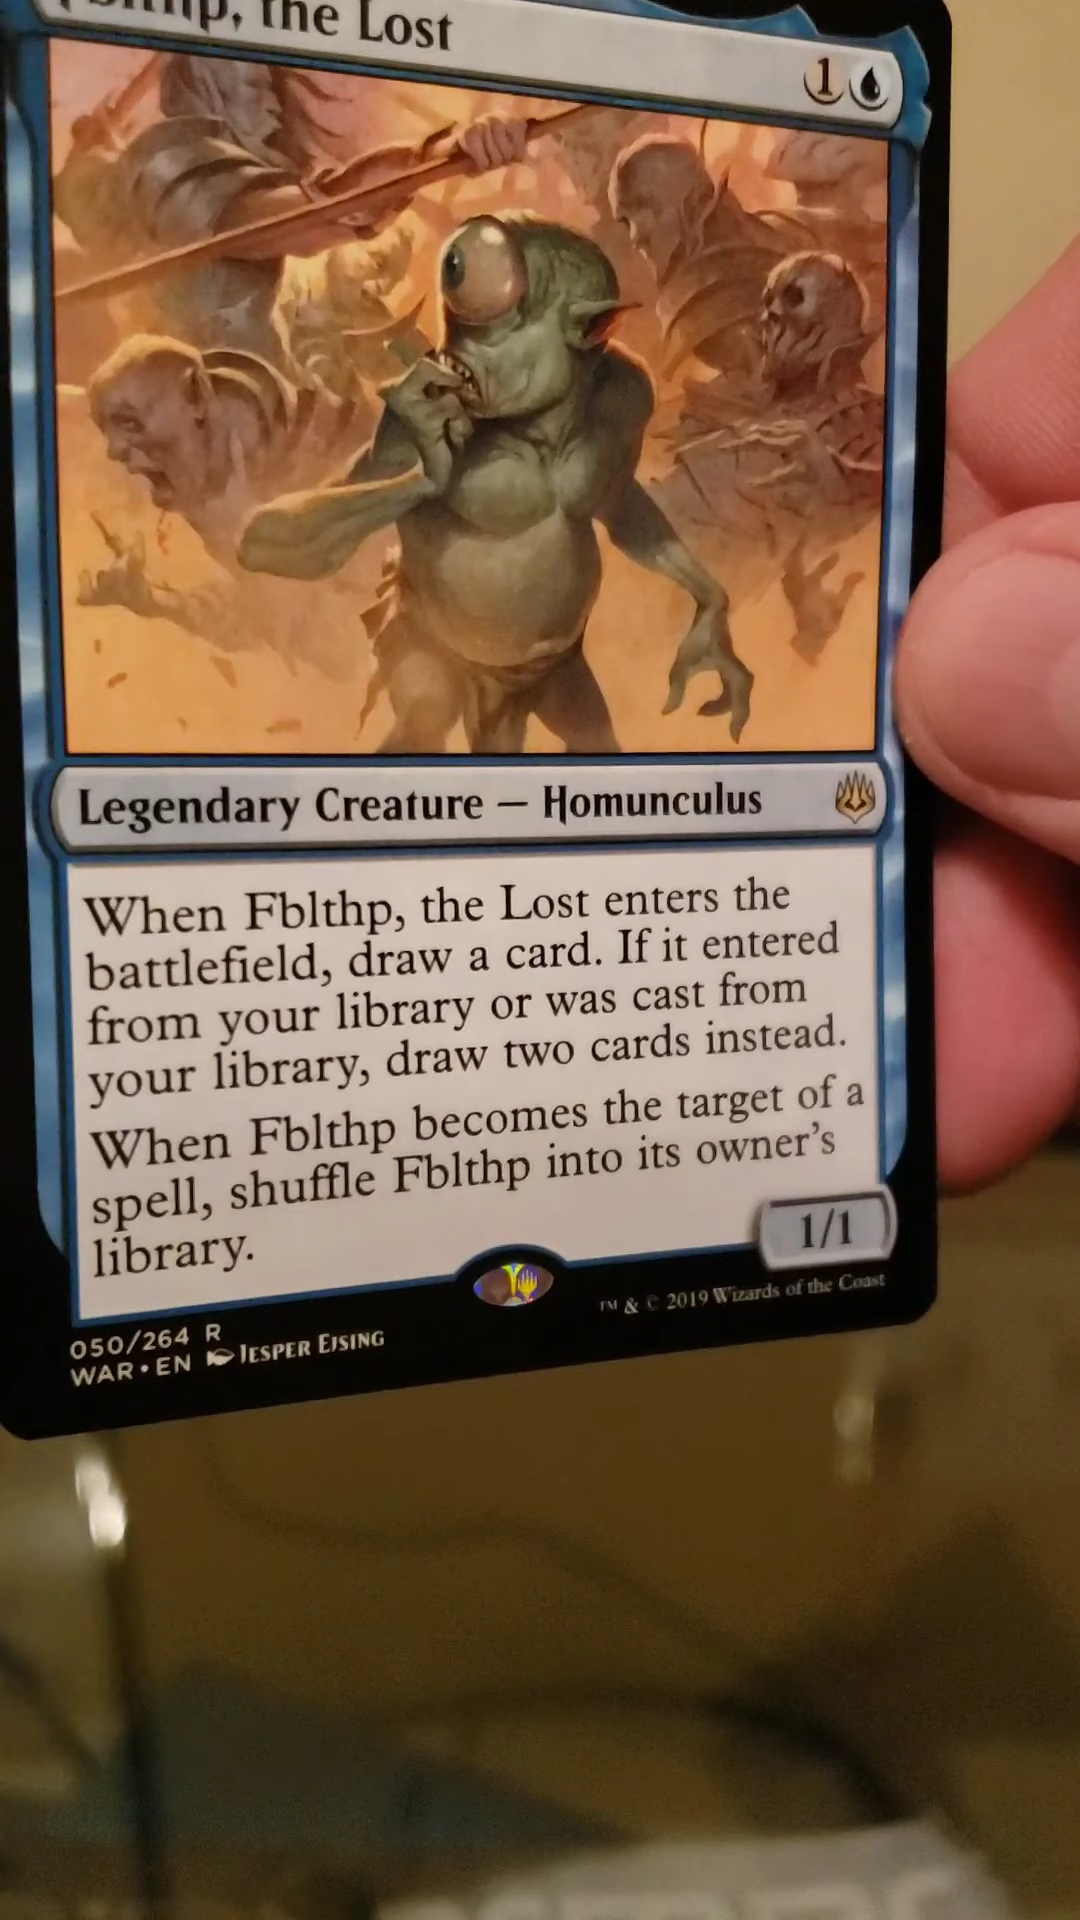 Fblthp, the Lost
1
When Fblthp, the Lost enters the
battlefield, draw a card. If it entered
from your library or was cast from
your library, draw two cards instead.
When Fblthp becomes the target of a
spell, shuffle Fblthp into its owner's
library.
Legendary Creature — Homunculus
1/1
050/264 R
WAR • EN Jesper Ejsing
™ & © 2019 Wizards of the Coast